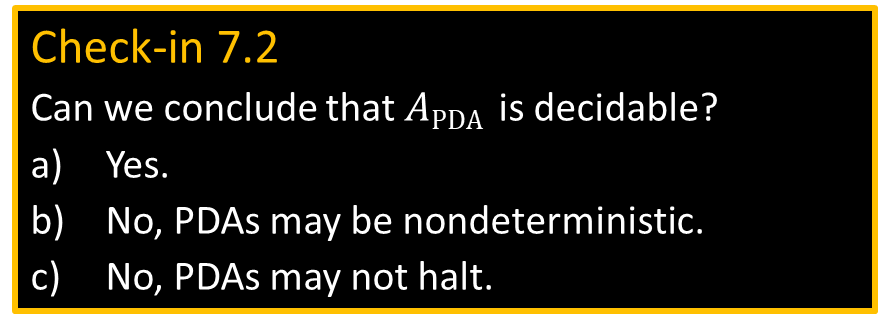 Check-in 7.2
Can we conclude that A_PDA is decidable?
a) Yes.
b) No, PDAs may be nondeterministic.
c) No, PDAs may not halt.